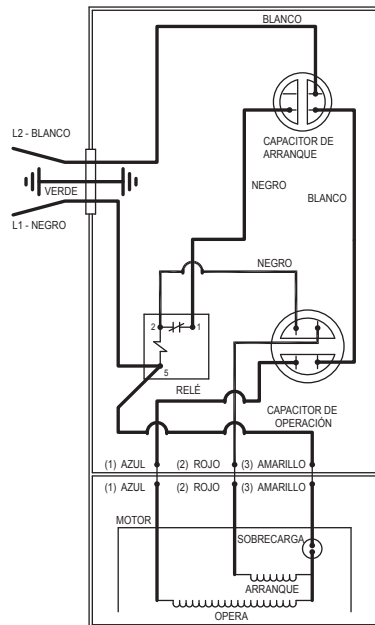 BLANCO
L2 - BLANCO
CAPACITOR DE
ARRANQUE
VERDE
NEGRO
BLANCO
L1 - NEGRO
NEGRO
2
1
5
RELÉ
CAPACITOR DE
OPERACIÓN
(1) AZUL (2) ROJO (3) AMARILLO
(1) AZUL (2) ROJO (3) AMARILLO
MOTOR
SOBRECARGA
ARRANQUE
OPERA